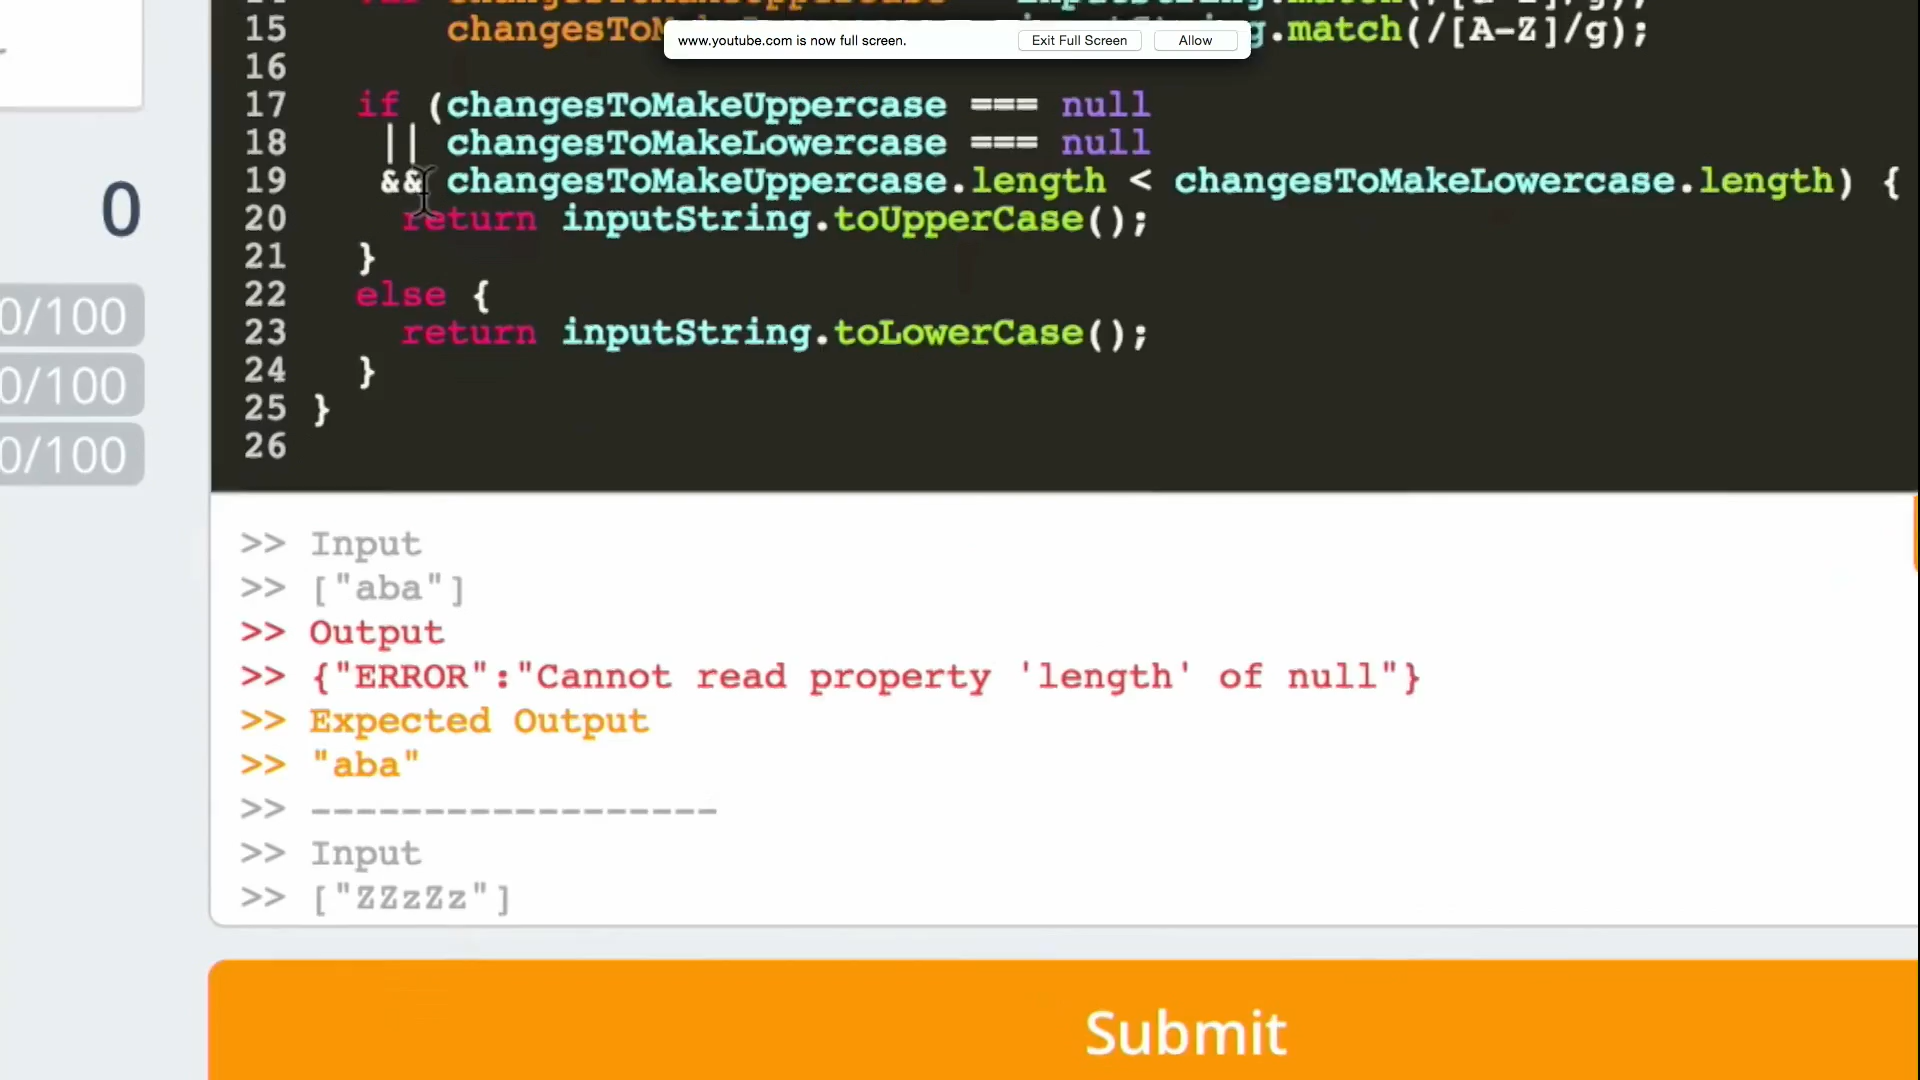 15 changesToM .match(/[A-Z]/g);
www.youtube.com is now full screen. Exit Full Screen Allow
16
17 if (changesToMakeUppercase === null
18 || changesToMakeLowercase === null
19 && changesToMakeUppercase.length < changesToMakeLowercase.length) {
20 return inputString.toUpperCase();
21 }
22 else {
23 return inputString.toLowerCase();
24 }
25 }
26
0
0/100
0/100
0/100
>> Input
>> ["aba"]
>> Output
>> {"ERROR":"Cannot read property 'length' of null"}
>> Expected Output
>> "aba"
>> ------------------
>> Input
>> ["ZZzZz"]
Submit